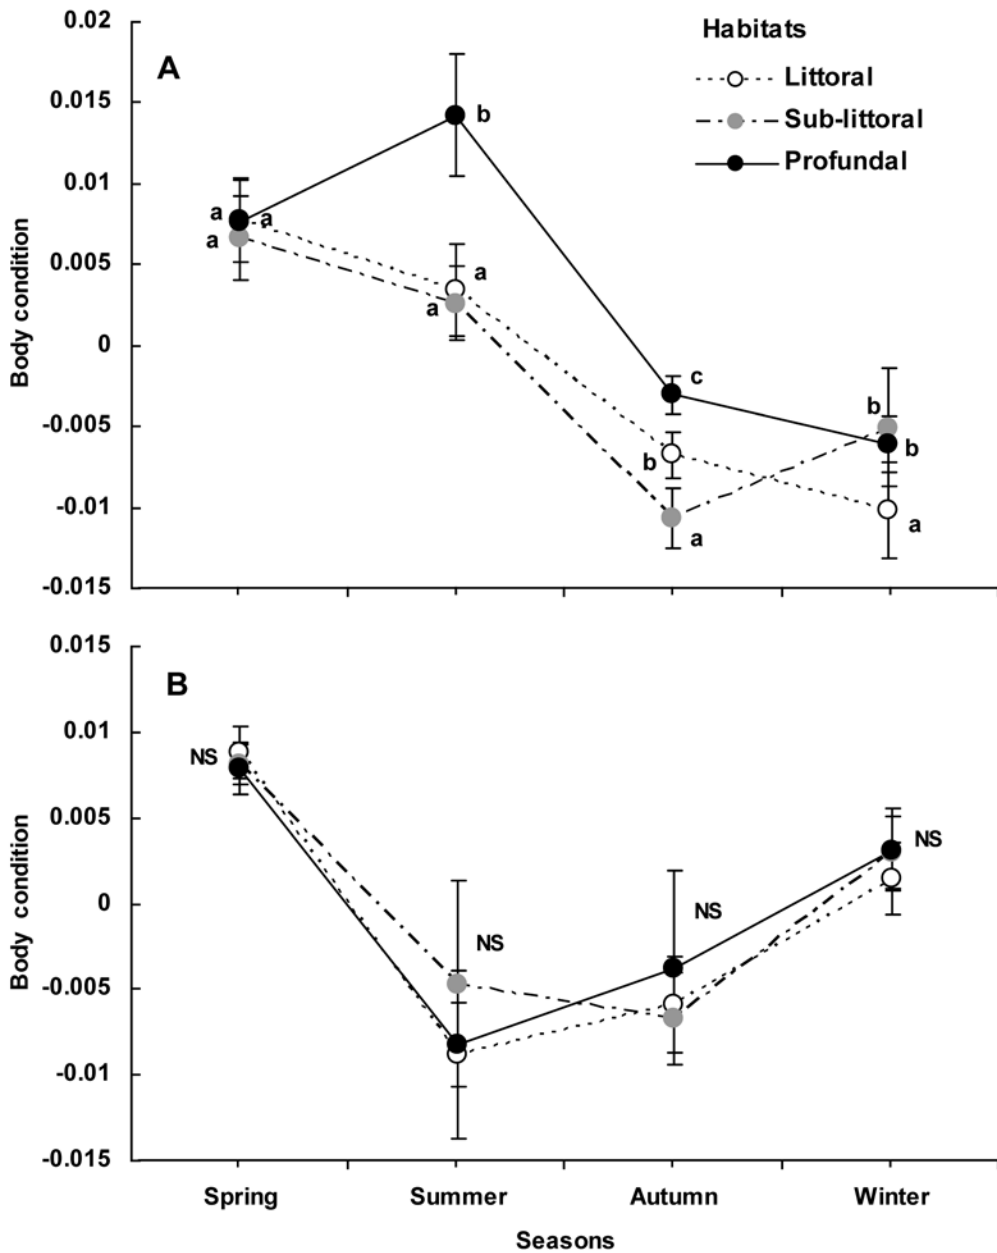 0.02
A
Habitats
Littoral
Sub-littoral
Profundal
0.015
0.01
0.005
0
-0.005
-0.01
-0.015
Body condition
a
a
a
b
a
a
c
b
a
b
b
a
0.015
B
0.01
0.005
0
-0.005
-0.01
-0.015
Body condition
NS
NS
NS
NS
Spring Summer Autumn Winter
Seasons